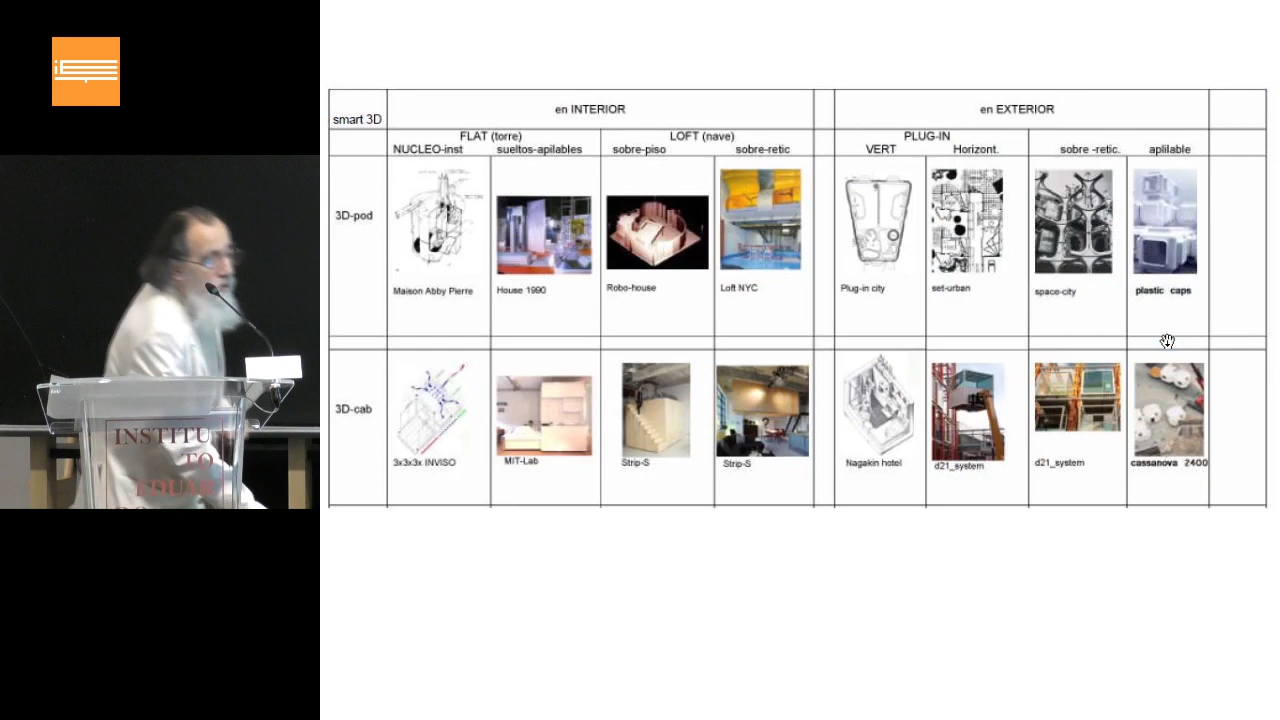 smart 3D
en INTERIOR
en EXTERIOR
FLAT (torre)
LOFT (nave)
PLUG-IN
NUCLEO-inst
sueltos-apilables
sobre-piso
sobre-retic
VERT
Horizont.
sobre -retic.
aplilable
3D-pod
Maison Abby Pierre
House 1990
Robo-house
Loft NYC
Plug-in city
set-urban
space-city
plastic caps
3D-cab
3x3x3x INVISO
MIT-Lab
Strip-S
Strip-S
Nagakin hotel
d21_system
d21_system
cassanova 2400
INSTITU
TO
EDUAR